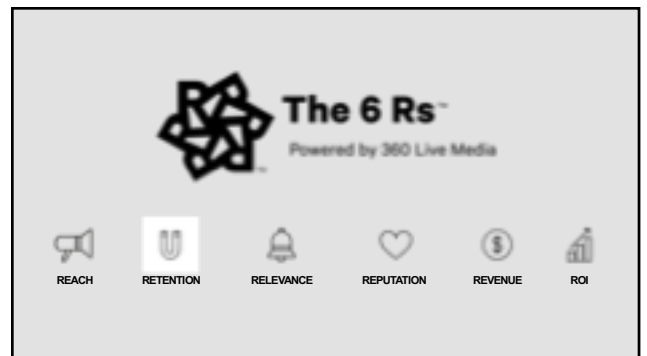 The 6 Rs™
Powered by 360 Live Media
REACH RETENTION RELEVANCE REPUTATION REVENUE ROI